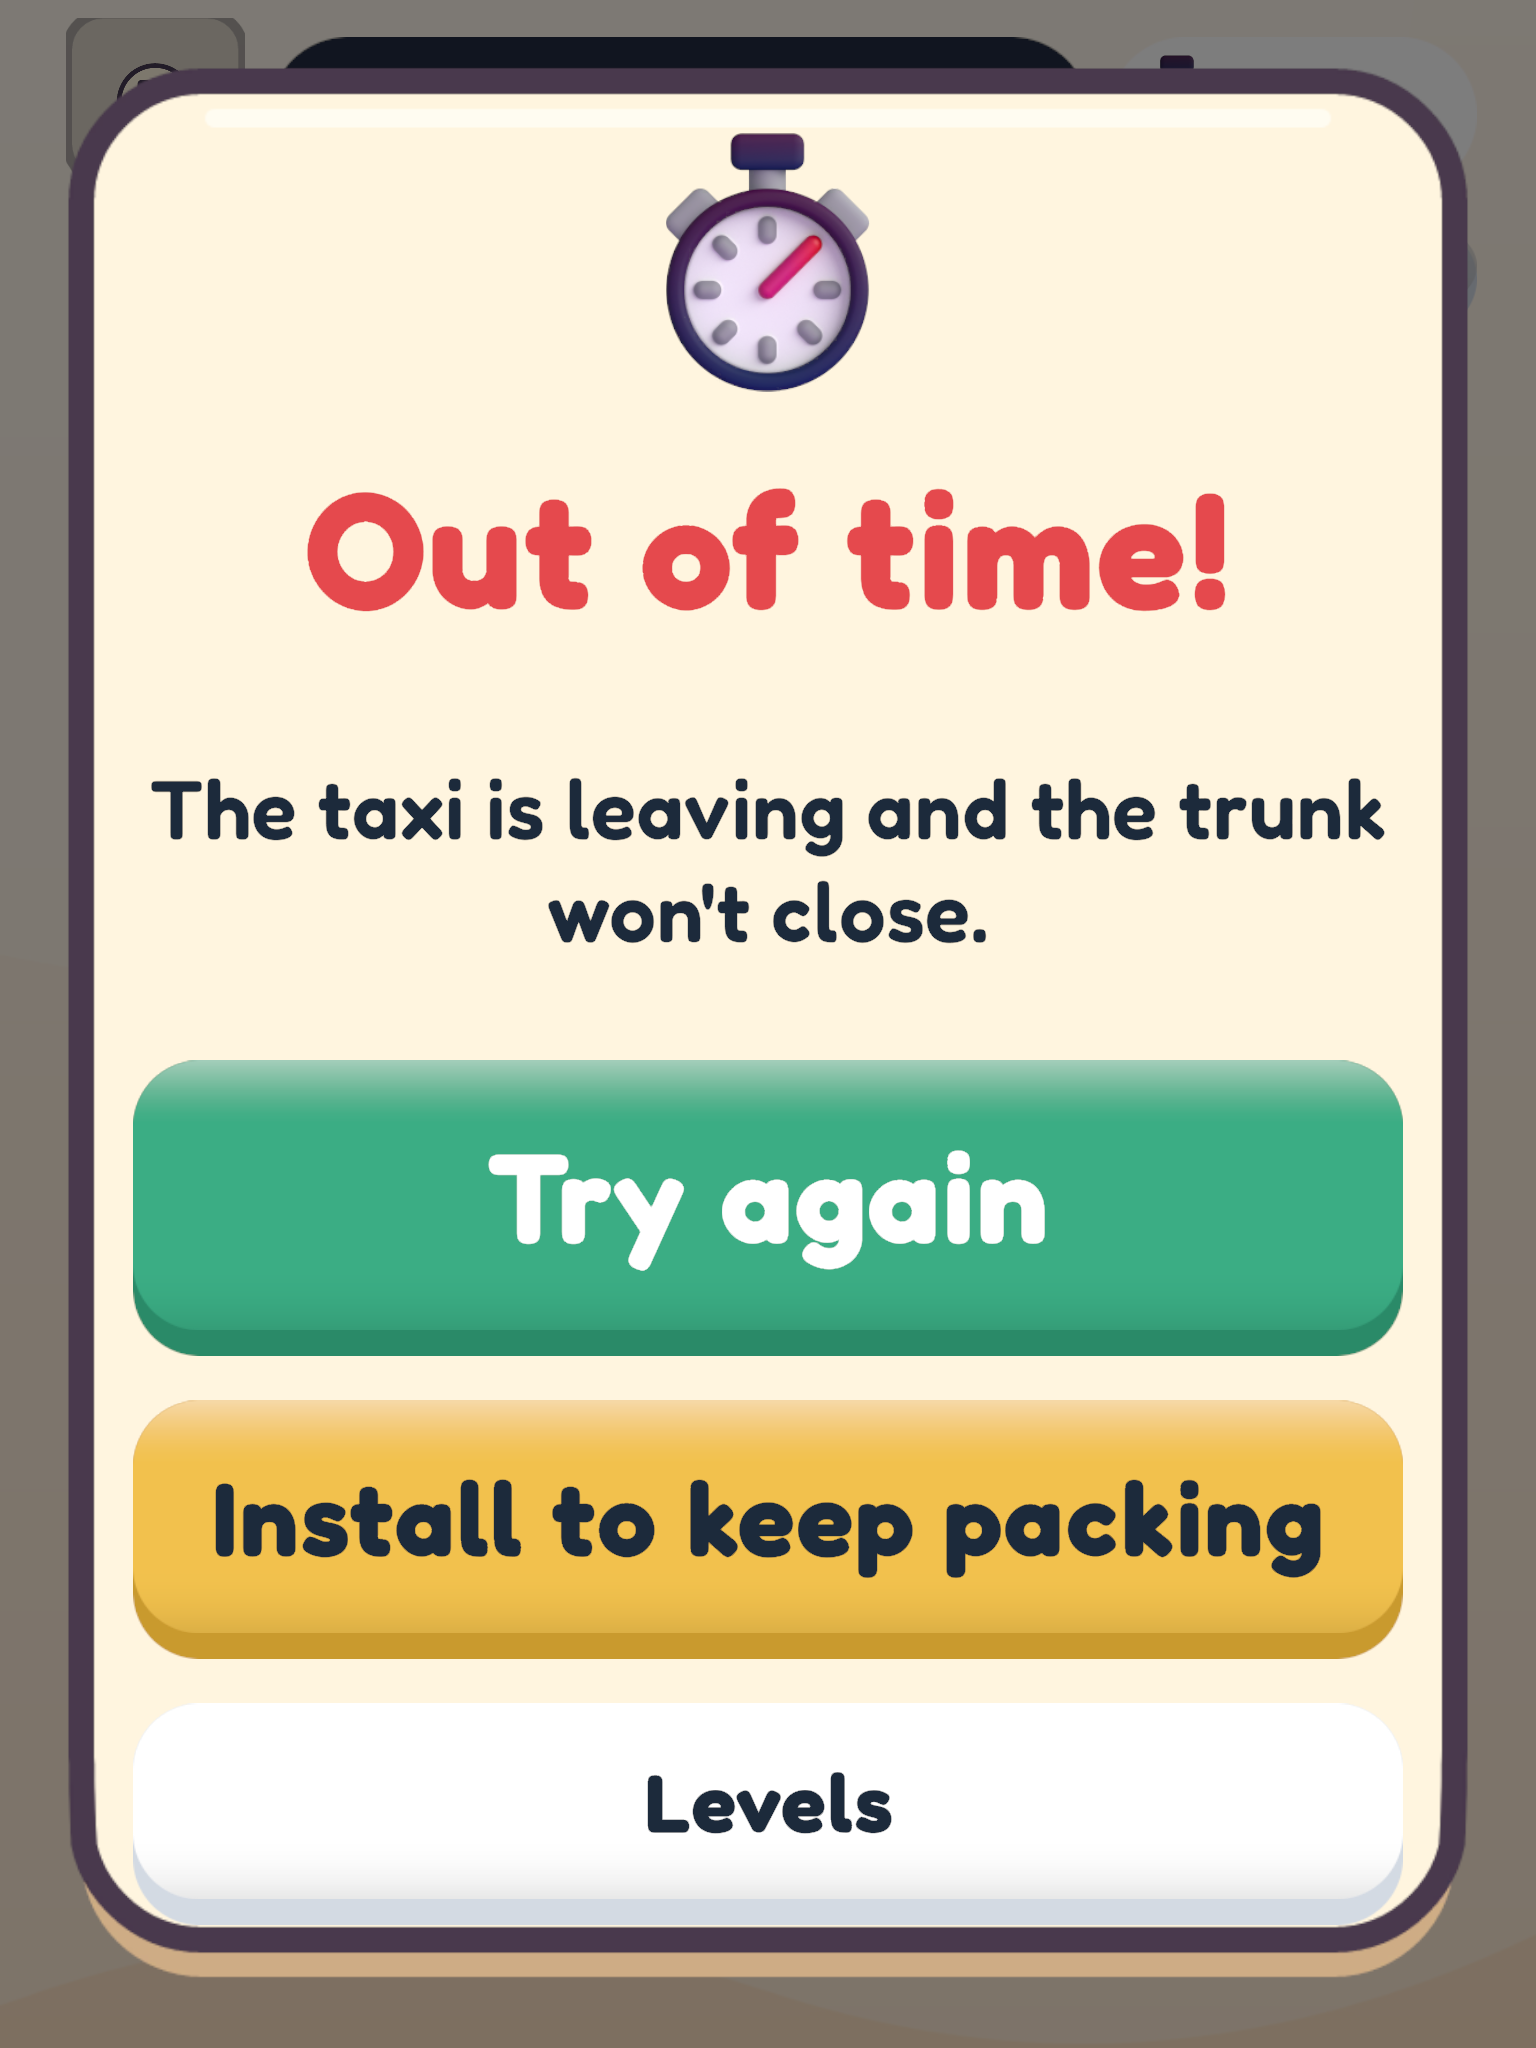 Out of time!
The taxi is leaving and the trunk
won't close.
Try again
Install to keep packing
Levels